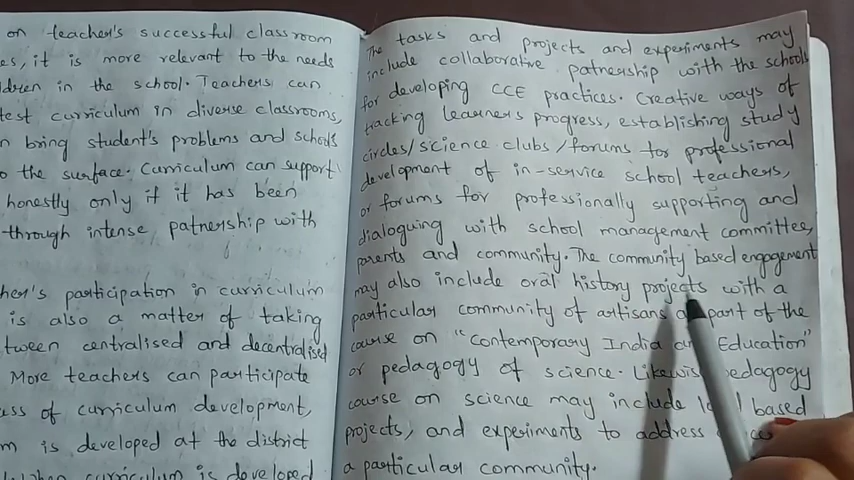 on teacher's successful classroom
es, it is more relevant to the needs
ldren in the school. Teachers can
test curriculum in diverse classrooms,
n bring student's problems and schools
o the surface. Curriculum can support
honestly only if it has been
through intense, patnership with
her's participation in curriculum
is also a matter of taking
tween centralised and decentralised
More teachers can participate
ess of curriculum development,
m is developed at the district
curriculum is developed
The tasks and projects and experiments may
include collaborative patnership with the schools
for developing CCE practices. Creative ways of
tracking learners progress, establishing study
circles/science clubs/forums for professional
development of in-service school teachers,
or forums for professionally supporting and
dialoguing with school management committee,
parents and community. The community based engagement
may also include oral history projects with a
particular community of artisans a part of the
course on "Contemporary India Education"
or pedagogy of science. Likewis pedagogy
course on science may include based
projects, and experiments to address
a particular community.